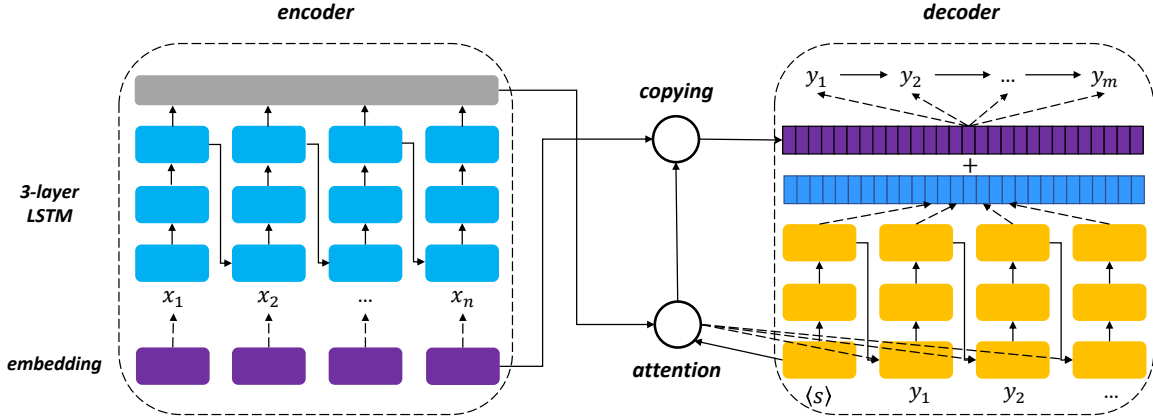 encoder
decoder
y₁ y₂ ... yₘ
copying
+
3-layer
LSTM
x₁ x₂ ... xₙ
embedding
attention
⟨s⟩ y₁ y₂ ...